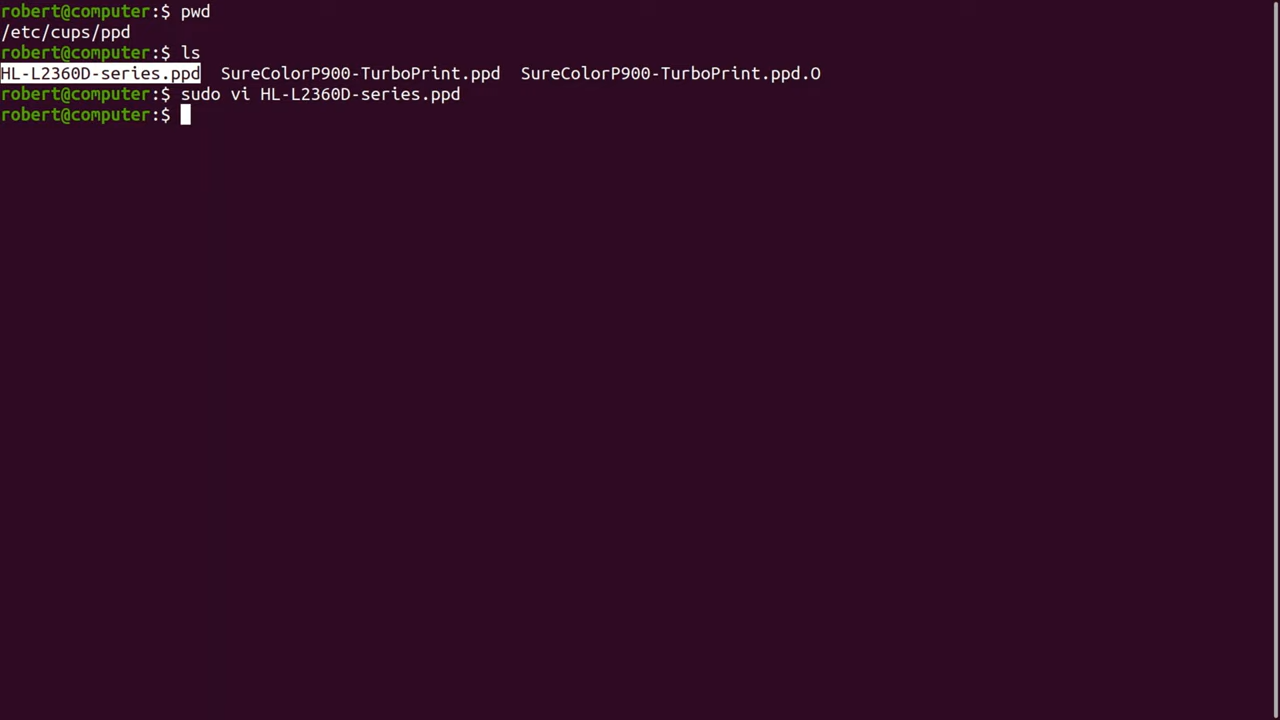 robert@computer:$ pwd
/etc/cups/ppd
robert@computer:$ ls
HL-L2360D-series.ppd  SureColorP900-TurboPrint.ppd  SureColorP900-TurboPrint.ppd.O
robert@computer:$ sudo vi HL-L2360D-series.ppd
robert@computer:$